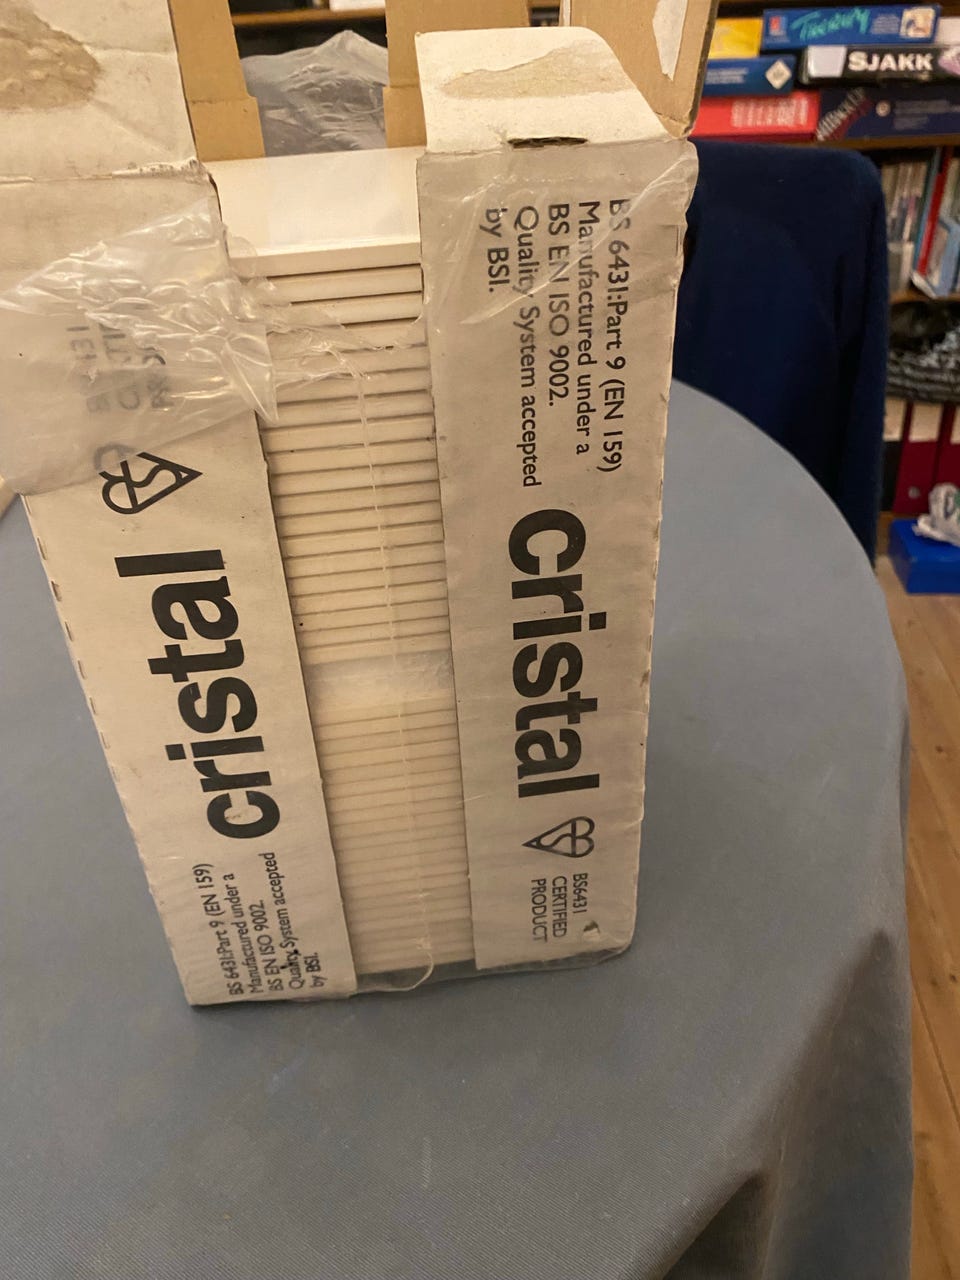 BS 6431:Part 9 (EN 159)
Manufactured under a
BS EN ISO 9002.
Quality System accepted
by BSI.
cristal
BS6431
CERTIFIED
PRODUCT
BS 6431:Part 9 (EN 159)
Manufactured under a
BS EN ISO 9002.
Quality System accepted
by BSI.
cristal
SJAKK